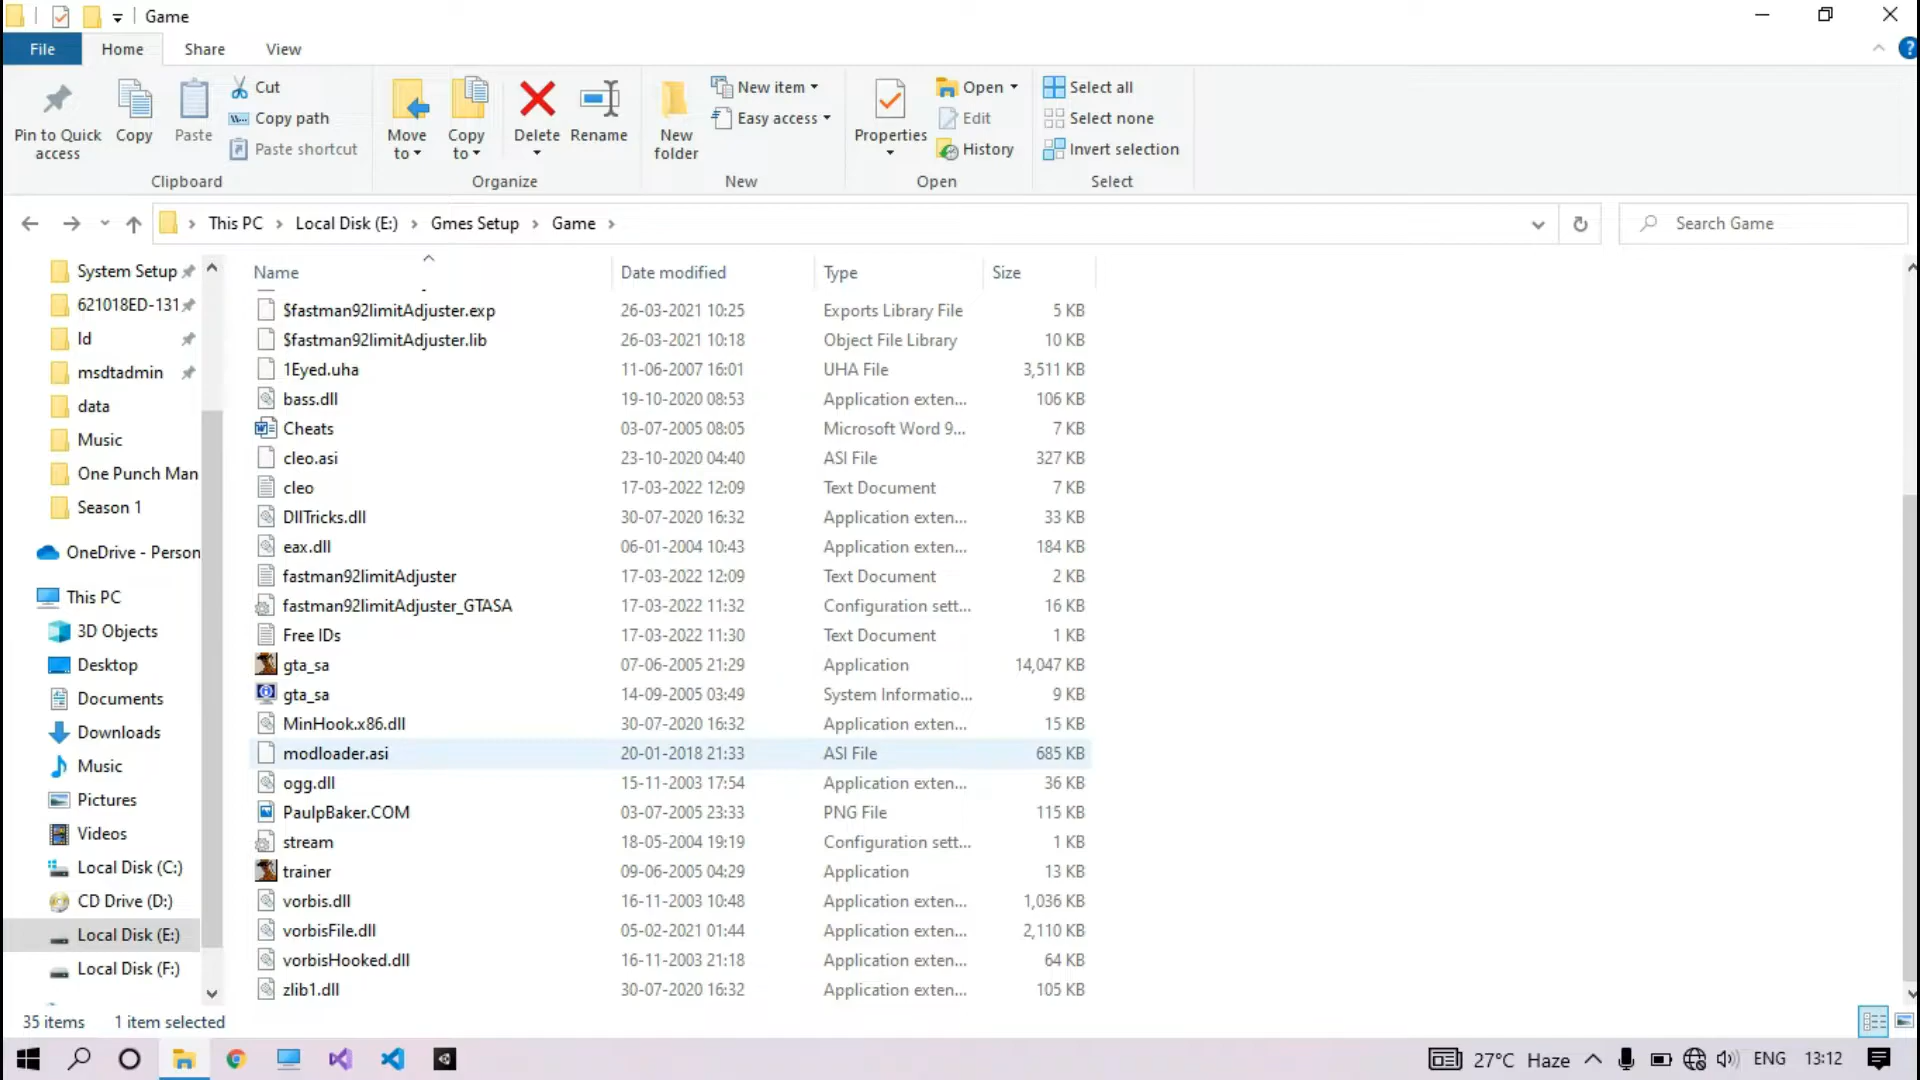 Game
File Home Share View
Pin to Quick access
Copy
Paste
Cut
Copy path
Paste shortcut
Clipboard
Move to
Copy to
Delete
Rename
Organize
New folder
New item
Easy access
New
Properties
Open
Edit
History
Open
Select all
Select none
Invert selection
Select
This PC Local Disk (E:) Gmes Setup Game
Search Game
System Setup
621018ED-131
Id
msdtadmin
data
Music
One Punch Man
Season 1
OneDrive - Person
This PC
3D Objects
Desktop
Documents
Downloads
Music
Pictures
Videos
Local Disk (C:)
CD Drive (D:)
Local Disk (E:)
Local Disk (F:)
Name Date modified Type Size
$fastman92limitAdjuster.exp 26-03-2021 10:25 Exports Library File 5 KB
$fastman92limitAdjuster.lib 26-03-2021 10:18 Object File Library 10 KB
1Eyed.uha 11-06-2007 16:01 UHA File 3,511 KB
bass.dll 19-10-2020 08:53 Application exten... 106 KB
Cheats 03-07-2005 08:05 Microsoft Word 9... 7 KB
cleo.asi 23-10-2020 04:40 ASI File 327 KB
cleo 17-03-2022 12:09 Text Document 7 KB
DllTricks.dll 30-07-2020 16:32 Application exten... 33 KB
eax.dll 06-01-2004 10:43 Application exten... 184 KB
fastman92limitAdjuster 17-03-2022 12:09 Text Document 2 KB
fastman92limitAdjuster_GTASA 17-03-2022 11:32 Configuration sett... 16 KB
Free IDs 17-03-2022 11:30 Text Document 1 KB
gta_sa 07-06-2005 21:29 Application 14,047 KB
gta_sa 14-09-2005 03:49 System Informatio... 9 KB
MinHook.x86.dll 30-07-2020 16:32 Application exten... 15 KB
modloader.asi 20-01-2018 21:33 ASI File 685 KB
ogg.dll 15-11-2003 17:54 Application exten... 36 KB
PaulpBaker.COM 03-07-2005 23:33 PNG File 115 KB
stream 18-05-2004 19:19 Configuration sett... 1 KB
trainer 09-06-2005 04:29 Application 13 KB
vorbis.dll 16-11-2003 10:48 Application exten... 1,036 KB
vorbisFile.dll 05-02-2021 01:44 Application exten... 2,110 KB
vorbisHooked.dll 16-11-2003 21:18 Application exten... 64 KB
zlib1.dll 30-07-2020 16:32 Application exten... 105 KB
35 items 1 item selected
27°C Haze ENG 13:12